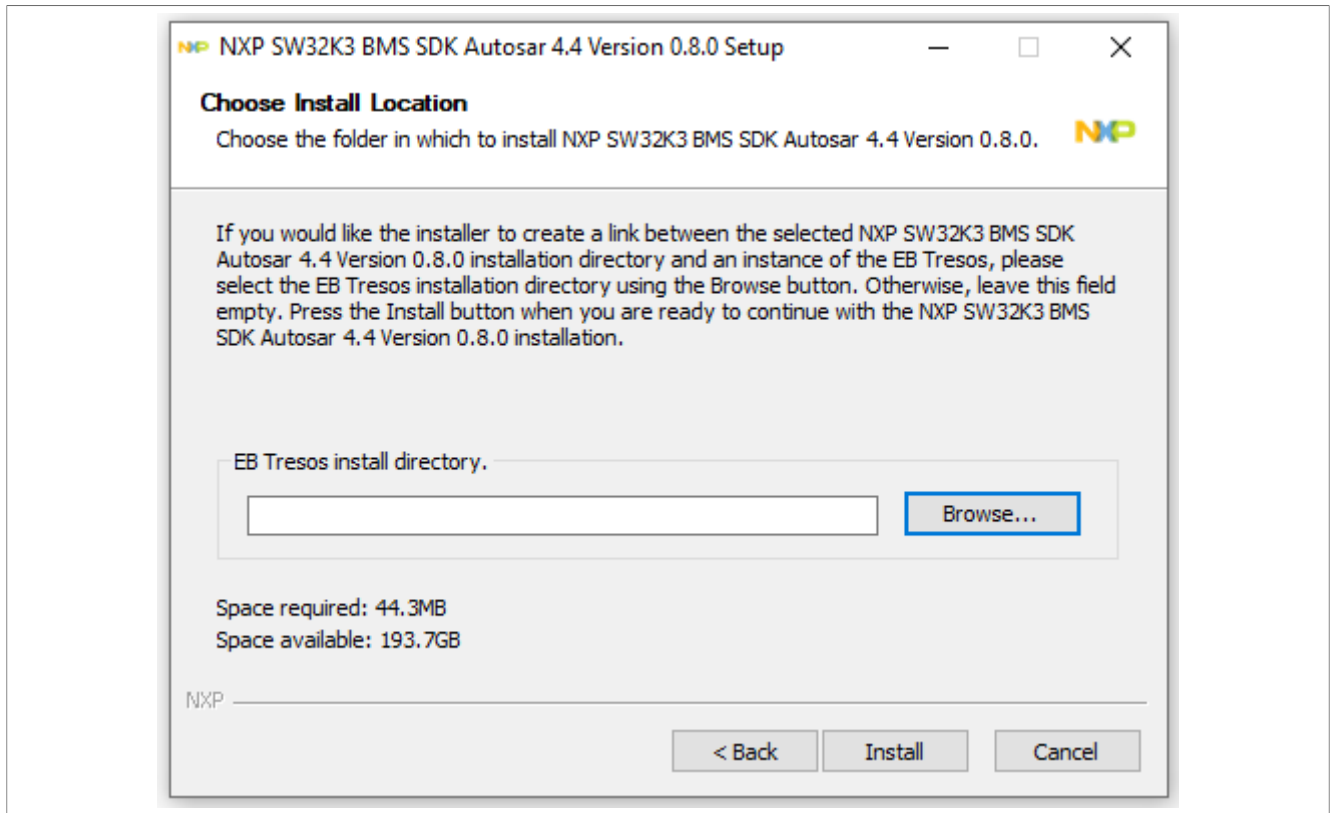 NXP NXP SW32K3 BMS SDK Autosar 4.4 Version 0.8.0 Setup
Choose Install Location
Choose the folder in which to install NXP SW32K3 BMS SDK Autosar 4.4 Version 0.8.0.
NXP
If you would like the installer to create a link between the selected NXP SW32K3 BMS SDK
Autosar 4.4 Version 0.8.0 installation directory and an instance of the EB Tresos, please
select the EB Tresos installation directory using the Browse button. Otherwise, leave this field
empty. Press the Install button when you are ready to continue with the NXP SW32K3 BMS
SDK Autosar 4.4 Version 0.8.0 installation.
EB Tresos install directory.
Browse...
Space required: 44.3MB
Space available: 193.7GB
NXP
< Back Install Cancel